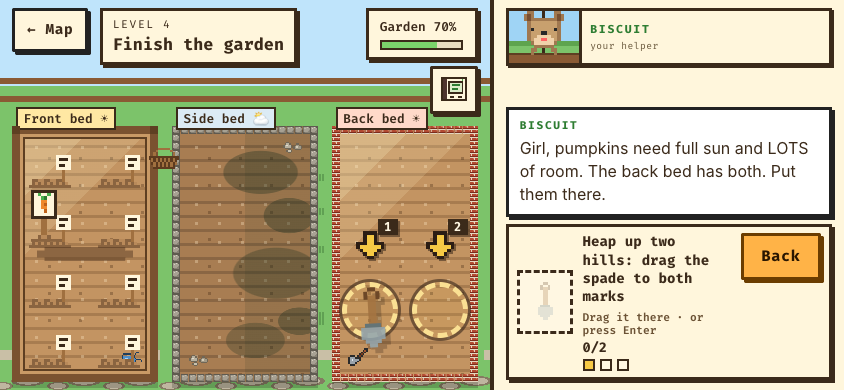 ← Map
LEVEL 4
Finish the garden
Garden 70%
Front bed ☀
Side bed ⛅
Back bed ☀
1
2
BISCUIT
your helper
BISCUIT
Girl, pumpkins need full sun and LOTS
of room. The back bed has both. Put
them there.
Heap up two
hills: drag the
spade to both
marks
Drag it there · or
press Enter
0/2
Back